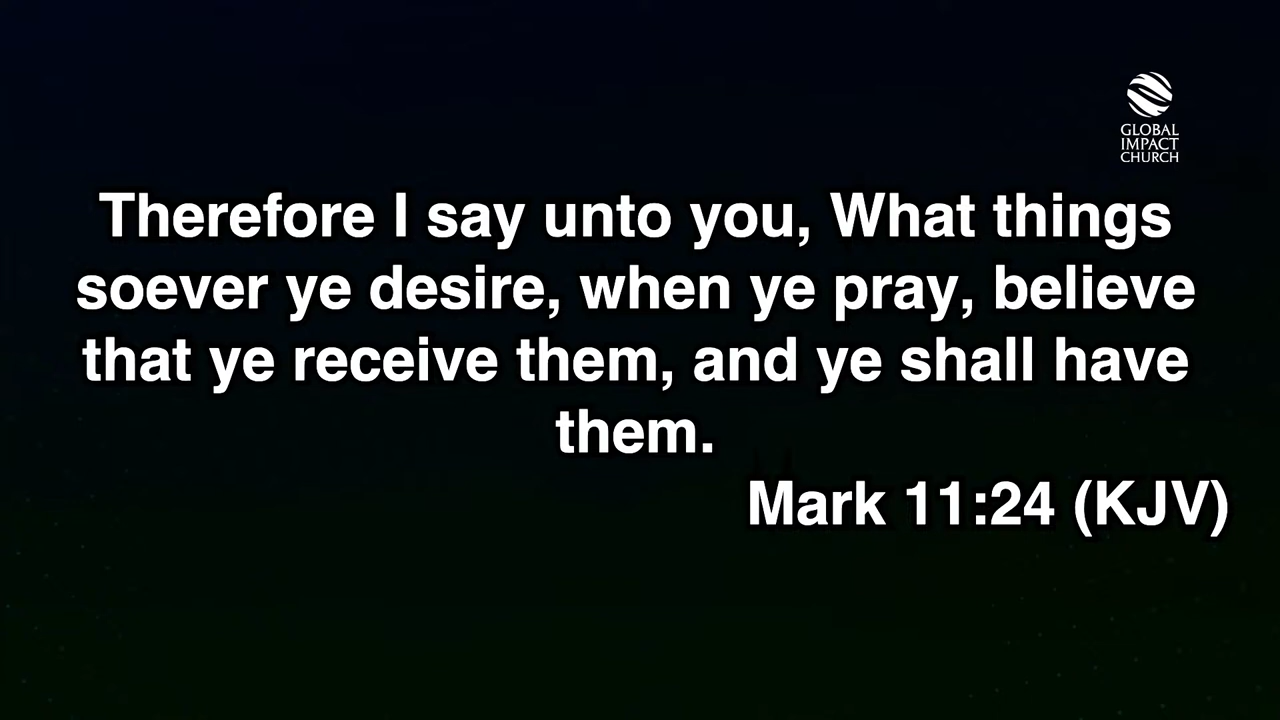 GLOBAL
IMPACT
CHURCH
Therefore I say unto you, What things
soever ye desire, when ye pray, believe
that ye receive them, and ye shall have
them.
Mark 11:24 (KJV)